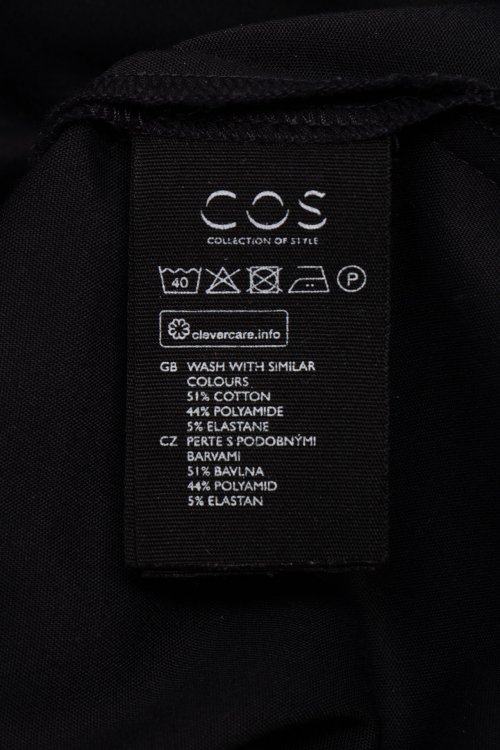 COS
COLLECTION OF STYLE
40 P
clevercare.info
GB WASH WITH SIMILAR
COLOURS
51% COTTON
44% POLYAMIDE
5% ELASTANE
CZ PERTE S PODOBNÝMI
BARVAMI
51% BAVLNA
44% POLYAMID
5% ELASTAN